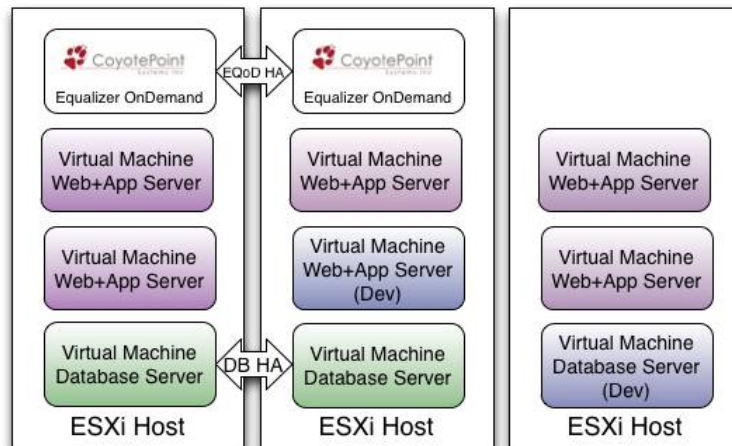 CoyotePoint
Systems Inc
Equalizer OnDemand
EQoD HA
CoyotePoint
Systems Inc
Equalizer OnDemand
Virtual Machine
Web+App Server
Virtual Machine
Web+App Server
Virtual Machine
Web+App Server
Virtual Machine
Web+App Server
Virtual Machine
Web+App Server
(Dev)
Virtual Machine
Web+App Server
Virtual Machine
Database Server
DB HA
Virtual Machine
Database Server
Virtual Machine
Database Server
(Dev)
ESXi Host
ESXi Host
ESXi Host